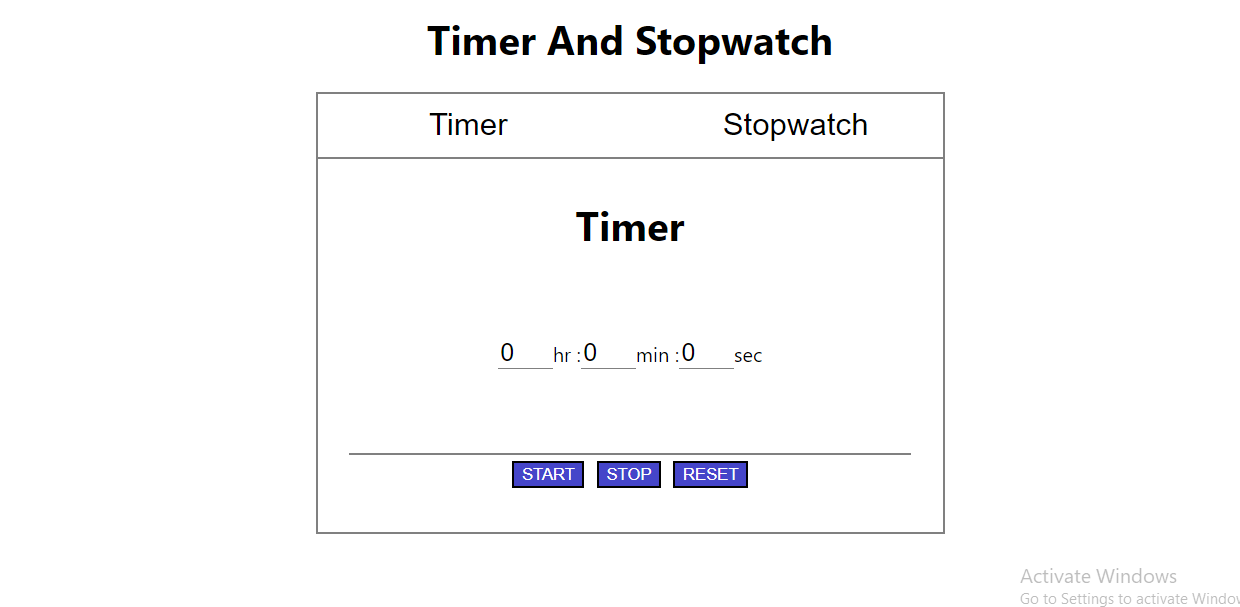 Timer And Stopwatch
Timer Stopwatch
Timer
0 hr : 0 min : 0 sec
START STOP RESET
Activate Windows
Go to Settings to activate Window